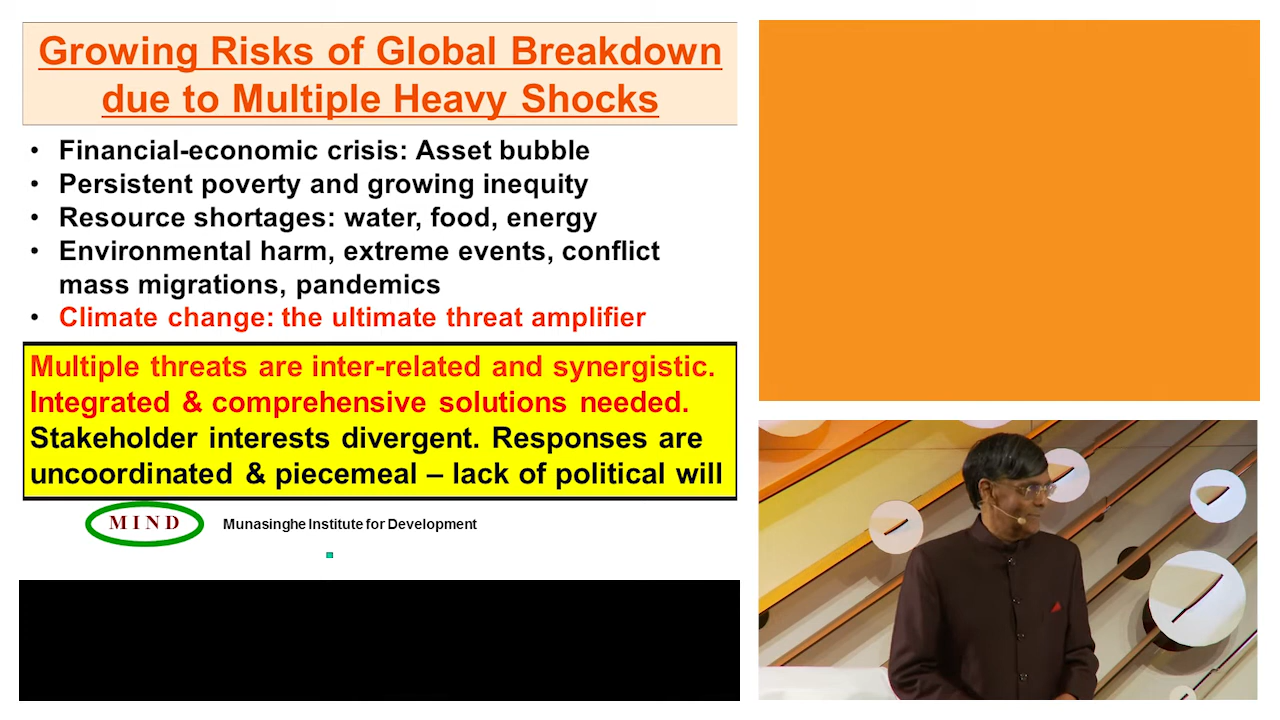 Growing Risks of Global Breakdown
due to Multiple Heavy Shocks
• Financial-economic crisis: Asset bubble
• Persistent poverty and growing inequity
• Resource shortages: water, food, energy
• Environmental harm, extreme events, conflict
mass migrations, pandemics
• Climate change: the ultimate threat amplifier
Multiple threats are inter-related and synergistic.
Integrated & comprehensive solutions needed.
Stakeholder interests divergent. Responses are
uncoordinated & piecemeal – lack of political will
MIND
Munasinghe Institute for Development